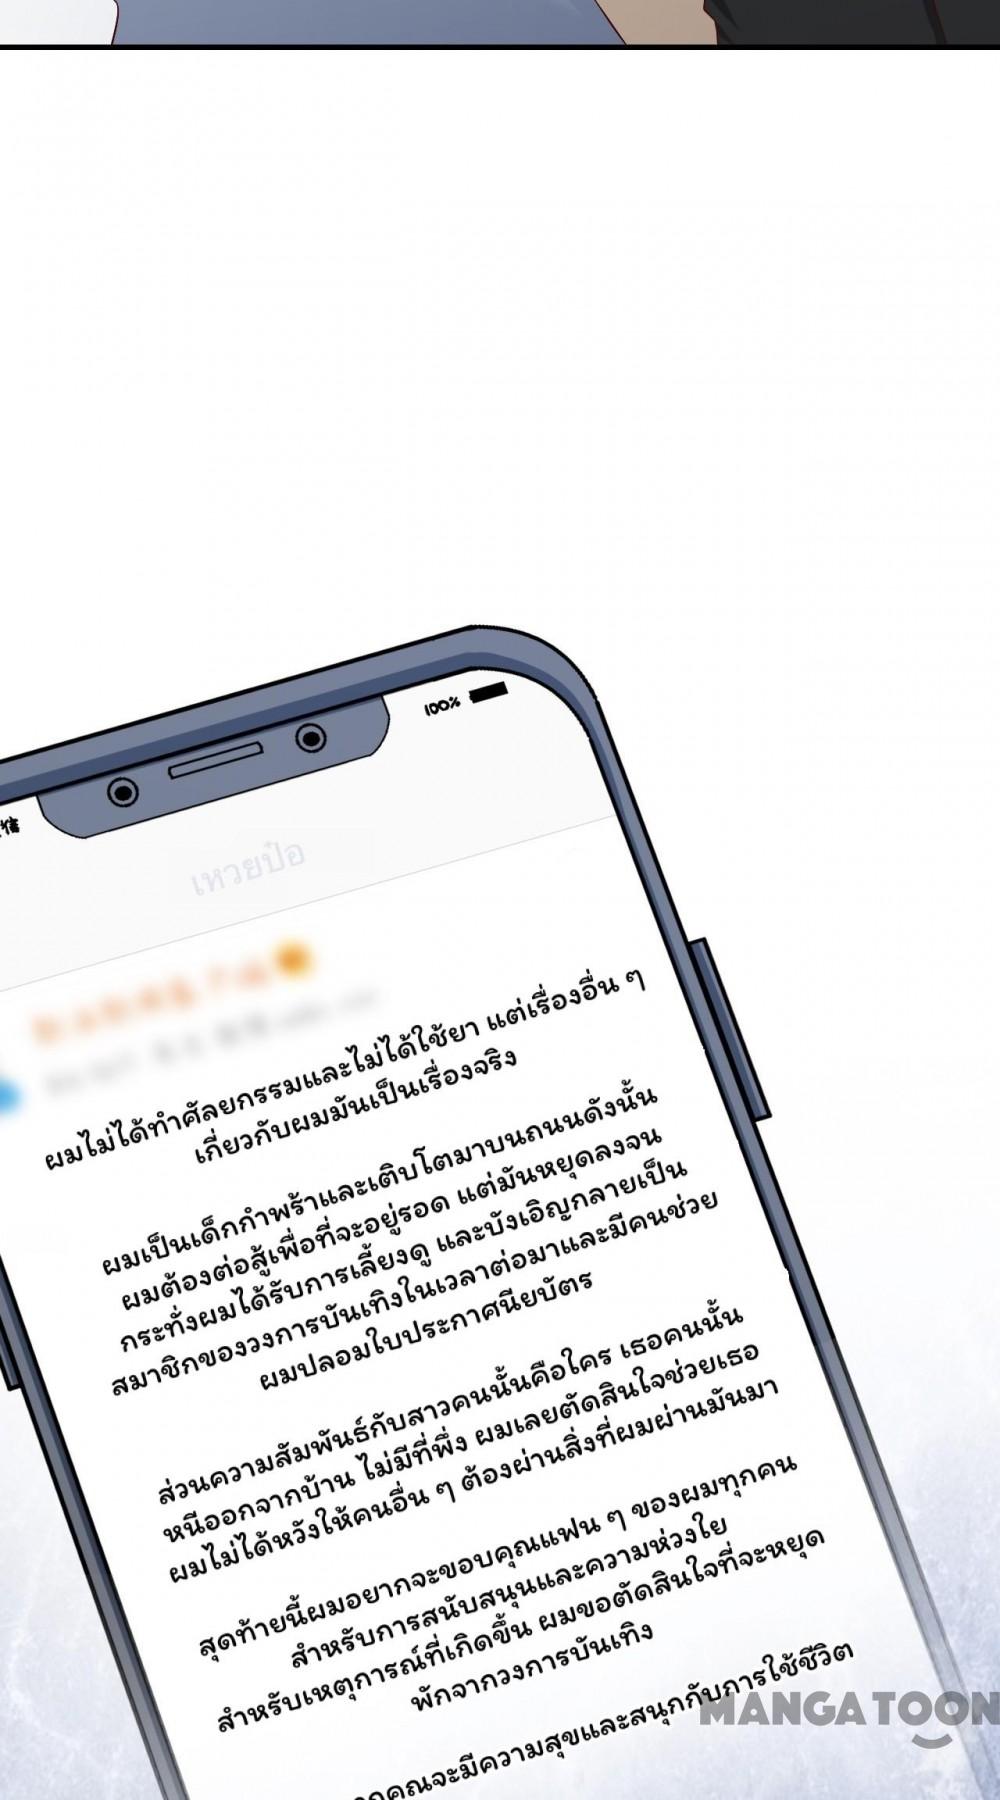 100%
信
เหวยป๋อ
ผมไม่ได้ทำศัลยกรรมและไม่ได้ใช้ยา แต่เรื่องอื่น ๆ
เกี่ยวกับผมมันเป็นเรื่องจริง
ผมเป็นเด็กกำพร้าและเติบโตมาบนถนนดังนั้น
ผมต้องต่อสู้เพื่อที่จะอยู่รอด แต่มันหยุดลงจน
กระทั่งผมได้รับการเลี้ยงดู และบังเอิญกลายเป็น
สมาชิกของวงการบันเทิงในเวลาต่อมาและมีคนช่วย
ผมปลอมใบประกาศนียบัตร
ส่วนความสัมพันธ์กับสาวคนนั้นคือใคร เธอคนนั้น
หนีออกจากบ้าน ไม่มีที่พึ่ง ผมเลยตัดสินใจช่วยเธอ
ผมไม่ได้หวังให้คนอื่น ๆ ต้องผ่านสิ่งที่ผมผ่านมันมา
สุดท้ายนี้ผมอยากจะขอบคุณแฟน ๆ ของผมทุกคน
สำหรับการสนับสนุนและความห่วงใย
สำหรับเหตุการณ์ที่เกิดขึ้น ผมขอตัดสินใจที่จะหยุด
พักจากวงการบันเทิง
กคุณจะมีความสุขและสนุกกับการใช้ชีวิต
MANGATOON